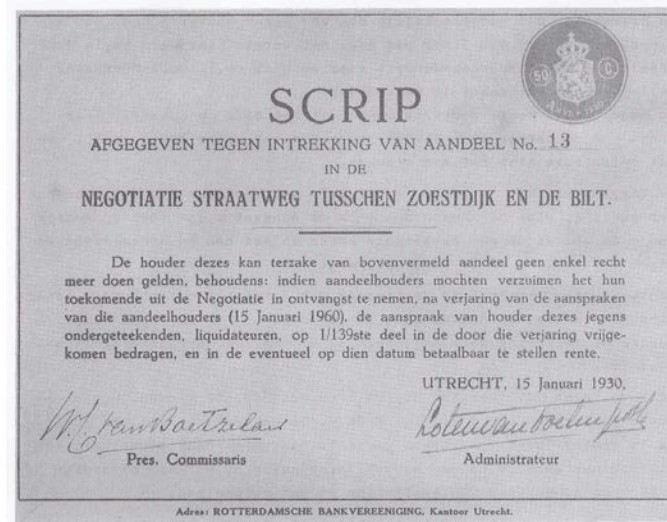 50 C
SCRIP
AFGEGEVEN TEGEN INTREKKING VAN AANDEEL No. 13
IN DE
NEGOTIATIE STRAATWEG TUSSCHEN ZOESTDIJK EN DE BILT.
De houder dezes kan terzake van bovenvermeld aandeel geen enkel recht
meer doen gelden, behoudens: indien aandeelhouders mochten verzuimen het hun
toekomende uit de Negotiatie in ontvangst te nemen, na verjaring van de aanspraken
van die aandeelhouders (15 Januari 1960), de aanspraak van houder dezes jegens
ondergeteekenden, liquidateuren, op 1/139ste deel in de door die verjaring vrijge-
komen bedragen, en in de eventueel op dien datum betaalbaar te stellen rente.
UTRECHT, 15 Januari 1930,
van Boetzelaer
Pres. Commissaris
Administrateur
Adres: ROTTERDAMSCHE BANKVEREENIGING, Kantoor Utrecht.